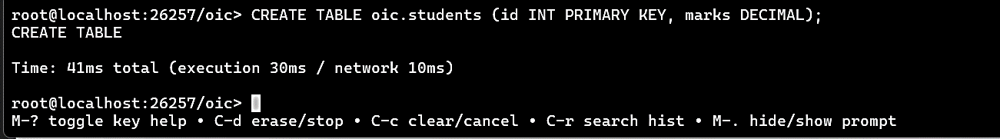 root@localhost:26257/oic> CREATE TABLE oic.students (id INT PRIMARY KEY, marks DECIMAL);
CREATE TABLE
Time: 41ms total (execution 30ms / network 10ms)
root@localhost:26257/oic>
M-? toggle key help • C-d erase/stop • C-c clear/cancel • C-r search hist • M-. hide/show prompt